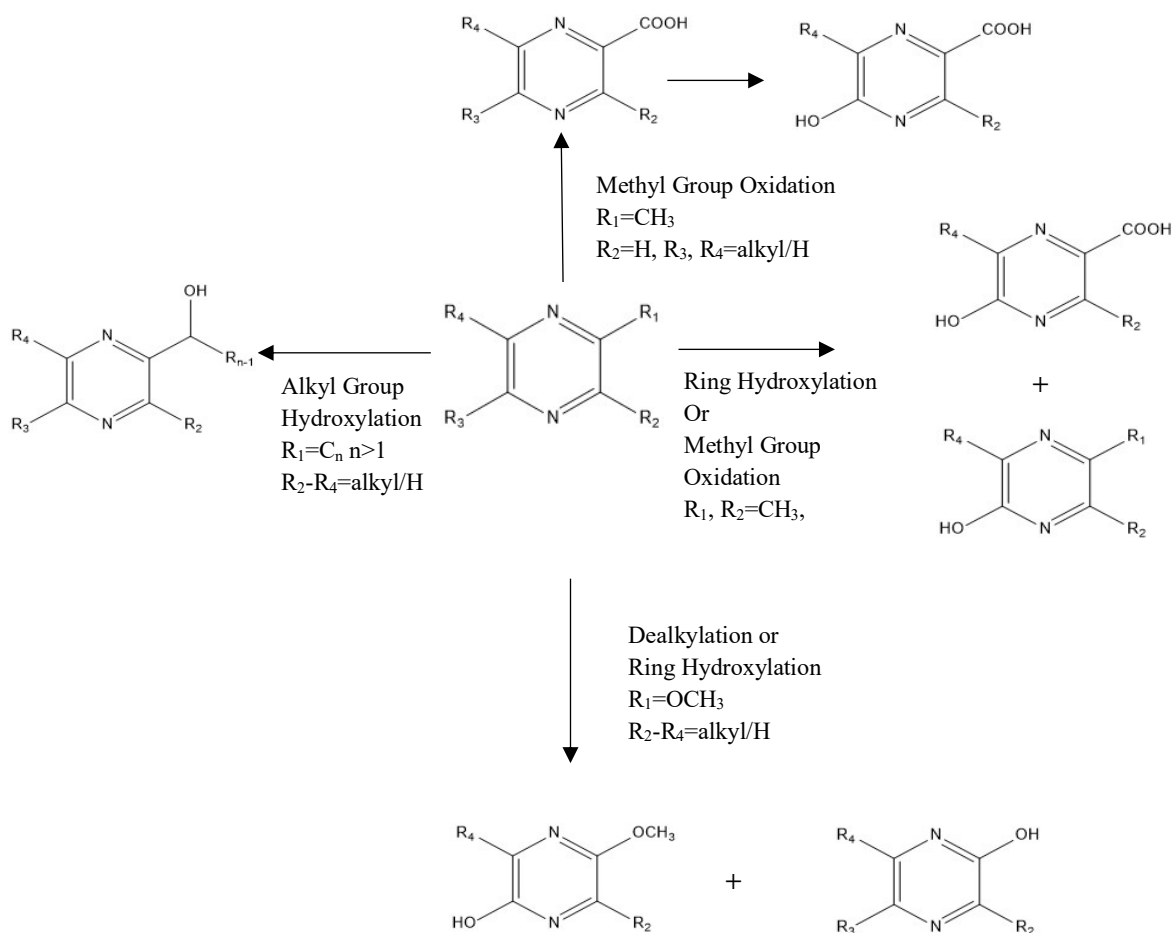 R4 N COOH
R3 N R2
R4 N COOH
HO N R2
Methyl Group Oxidation
R1=CH3
R2=H, R3, R4=alkyl/H
R4 N COOH
HO N R2
+
R4 N R1
HO N R2
OH
R4 N Rn-1
R3 N R2
Alkyl Group
Hydroxylation
R1=Cn n>1
R2-R4=alkyl/H
R4 N R1
R3 N R2
Ring Hydroxylation
Or
Methyl Group
Oxidation
R1, R2=CH3,
Dealkylation or
Ring Hydroxylation
R1=OCH3
R2-R4=alkyl/H
R4 N OCH3
HO N R2
+
R4 N OH
R3 N R2